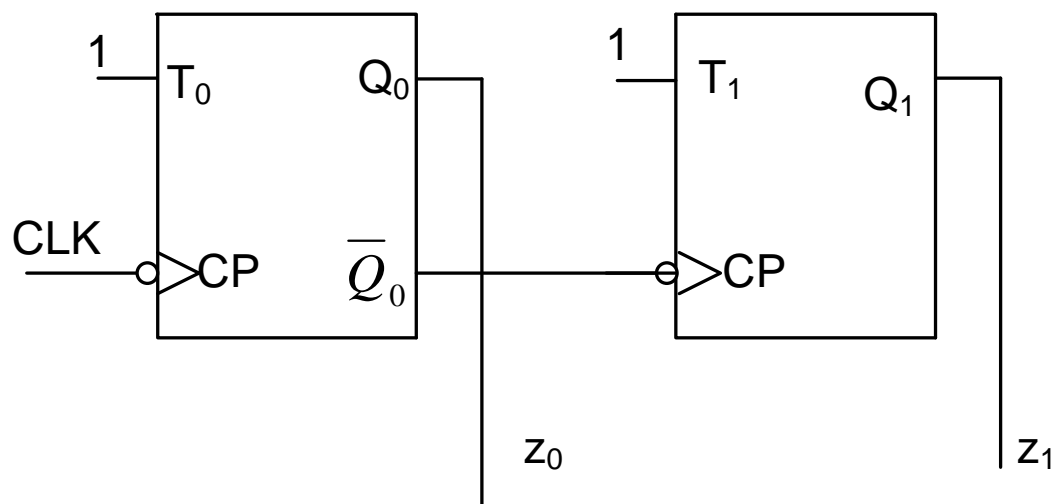 1
T₀
Q₀
1
T₁
Q₁
CLK
CP
Q̅₀
CP
z₀
z₁